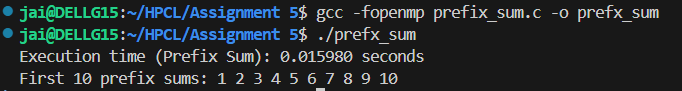 jai@DELLG15:~/HPCL/Assignment 5$ gcc -fopenmp prefix_sum.c -o prefx_sum
jai@DELLG15:~/HPCL/Assignment 5$ ./prefx_sum
Execution time (Prefix Sum): 0.015980 seconds
First 10 prefix sums: 1 2 3 4 5 6 7 8 9 10